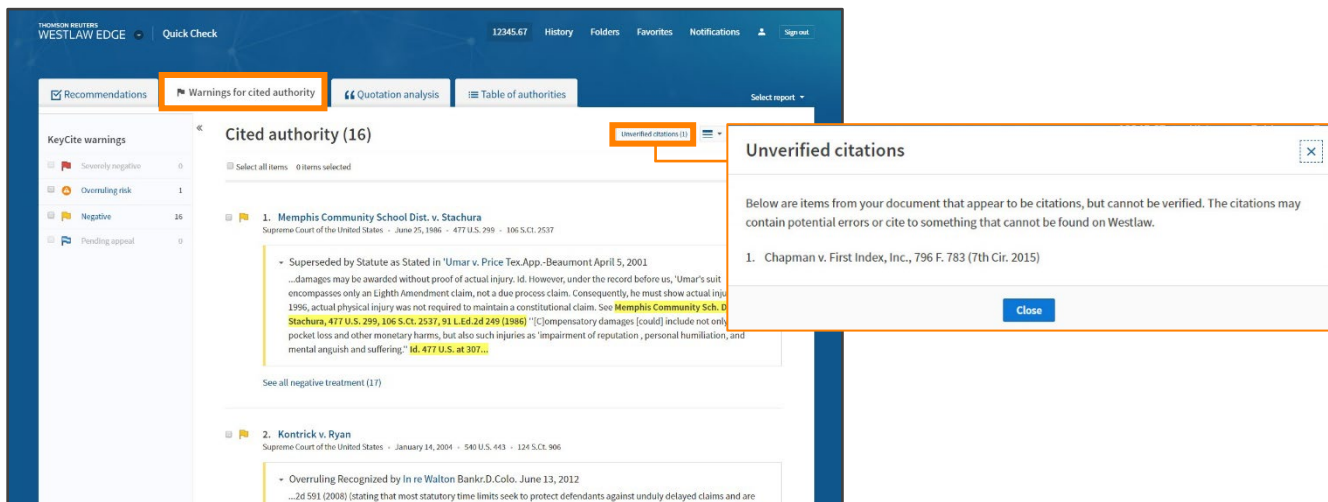 THOMSON REUTERS
WESTLAW EDGE Quick Check 12345.67 History Folders Favorites Notifications Sign out
Recommendations Warnings for cited authority Quotation analysis Table of authorities Select report
KeyCite warnings
Severely negative 0
Overruling risk 1
Negative 16
Pending appeal 0
Cited authority (16) Unverified citations (1)
Select all items 0 items selected
1. Memphis Community School Dist. v. Stachura
Supreme Court of the United States • June 25, 1986 • 477 U.S. 299 • 106 S.Ct. 2537
Superseded by Statute as Stated in 'Umar v. Price Tex.App.-Beaumont April 5, 2001
...damages may be awarded without proof of actual injury. Id. However, under the record before us, 'Umar's suit
encompasses only an Eighth Amendment claim, not a due process claim. Consequently, he must show actual inju
1996, actual physical injury was not required to maintain a constitutional claim. See Memphis Community Sch. D
Stachura, 477 U.S. 299, 106 S.Ct. 2537, 91 L.Ed.2d 249 (1986) "[C]ompensatory damages [could] include not only
pocket loss and other monetary harms, but also such injuries as 'impairment of reputation , personal humiliation, and
mental anguish and suffering." Id. 477 U.S. at 307...
See all negative treatment (17)
2. Kontrick v. Ryan
Supreme Court of the United States • January 14, 2004 • 540 U.S. 443 • 124 S.Ct. 906
Overruling Recognized by In re Walton Bankr.D.Colo. June 13, 2012
...2d 591 (2008) (stating that most statutory time limits seek to protect defendants against unduly delayed claims and are
Unverified citations
Below are items from your document that appear to be citations, but cannot be verified. The citations may
contain potential errors or cite to something that cannot be found on Westlaw.
1. Chapman v. First Index, Inc., 796 F. 783 (7th Cir. 2015)
Close